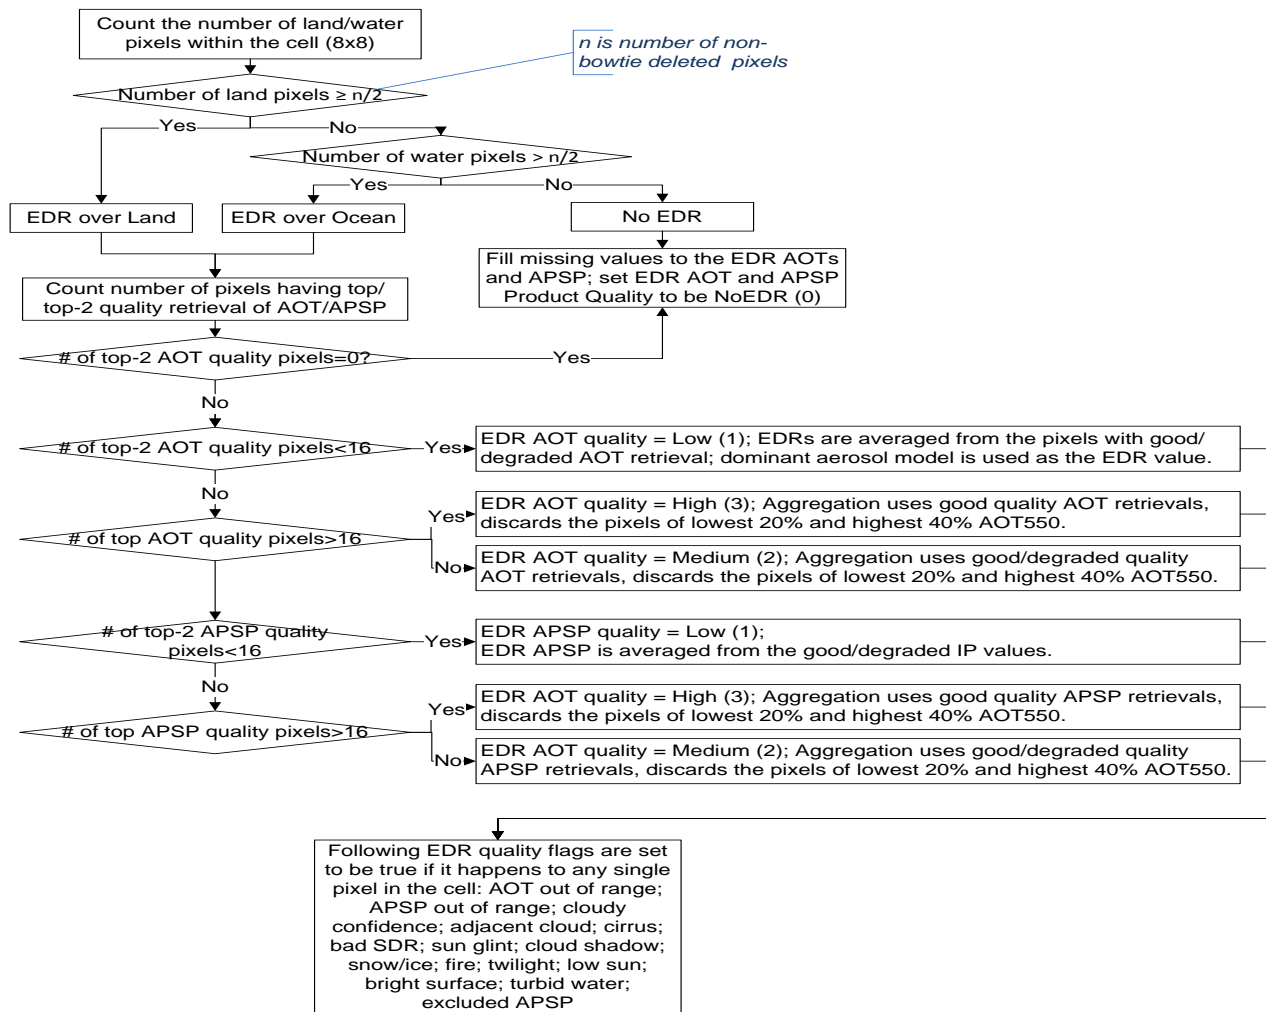 Count the number of land/water
pixels within the cell (8x8)
n is number of non-
bowtie deleted pixels
Number of land pixels ≥ n/2
Yes
No
Number of water pixels > n/2
Yes
No
EDR over Land
EDR over Ocean
No EDR
Fill missing values to the EDR AOTs
and APSP; set EDR AOT and APSP
Product Quality to be NoEDR (0)
Count number of pixels having top/
top-2 quality retrieval of AOT/APSP
# of top-2 AOT quality pixels=0?
Yes
No
# of top-2 AOT quality pixels<16
Yes
EDR AOT quality = Low (1); EDRs are averaged from the pixels with good/
degraded AOT retrieval; dominant aerosol model is used as the EDR value.
No
# of top AOT quality pixels>16
Yes
EDR AOT quality = High (3); Aggregation uses good quality AOT retrievals,
discards the pixels of lowest 20% and highest 40% AOT550.
No
EDR AOT quality = Medium (2); Aggregation uses good/degraded quality
AOT retrievals, discards the pixels of lowest 20% and highest 40% AOT550.
# of top-2 APSP quality
pixels<16
Yes
EDR APSP quality = Low (1);
EDR APSP is averaged from the good/degraded IP values.
No
# of top APSP quality pixels>16
Yes
EDR AOT quality = High (3); Aggregation uses good quality APSP retrievals,
discards the pixels of lowest 20% and highest 40% AOT550.
No
EDR AOT quality = Medium (2); Aggregation uses good/degraded quality
APSP retrievals, discards the pixels of lowest 20% and highest 40% AOT550.
Following EDR quality flags are set
to be true if it happens to any single
pixel in the cell: AOT out of range;
APSP out of range; cloudy
confidence; adjacent cloud; cirrus;
bad SDR; sun glint; cloud shadow;
snow/ice; fire; twilight; low sun;
bright surface; turbid water;
excluded APSP